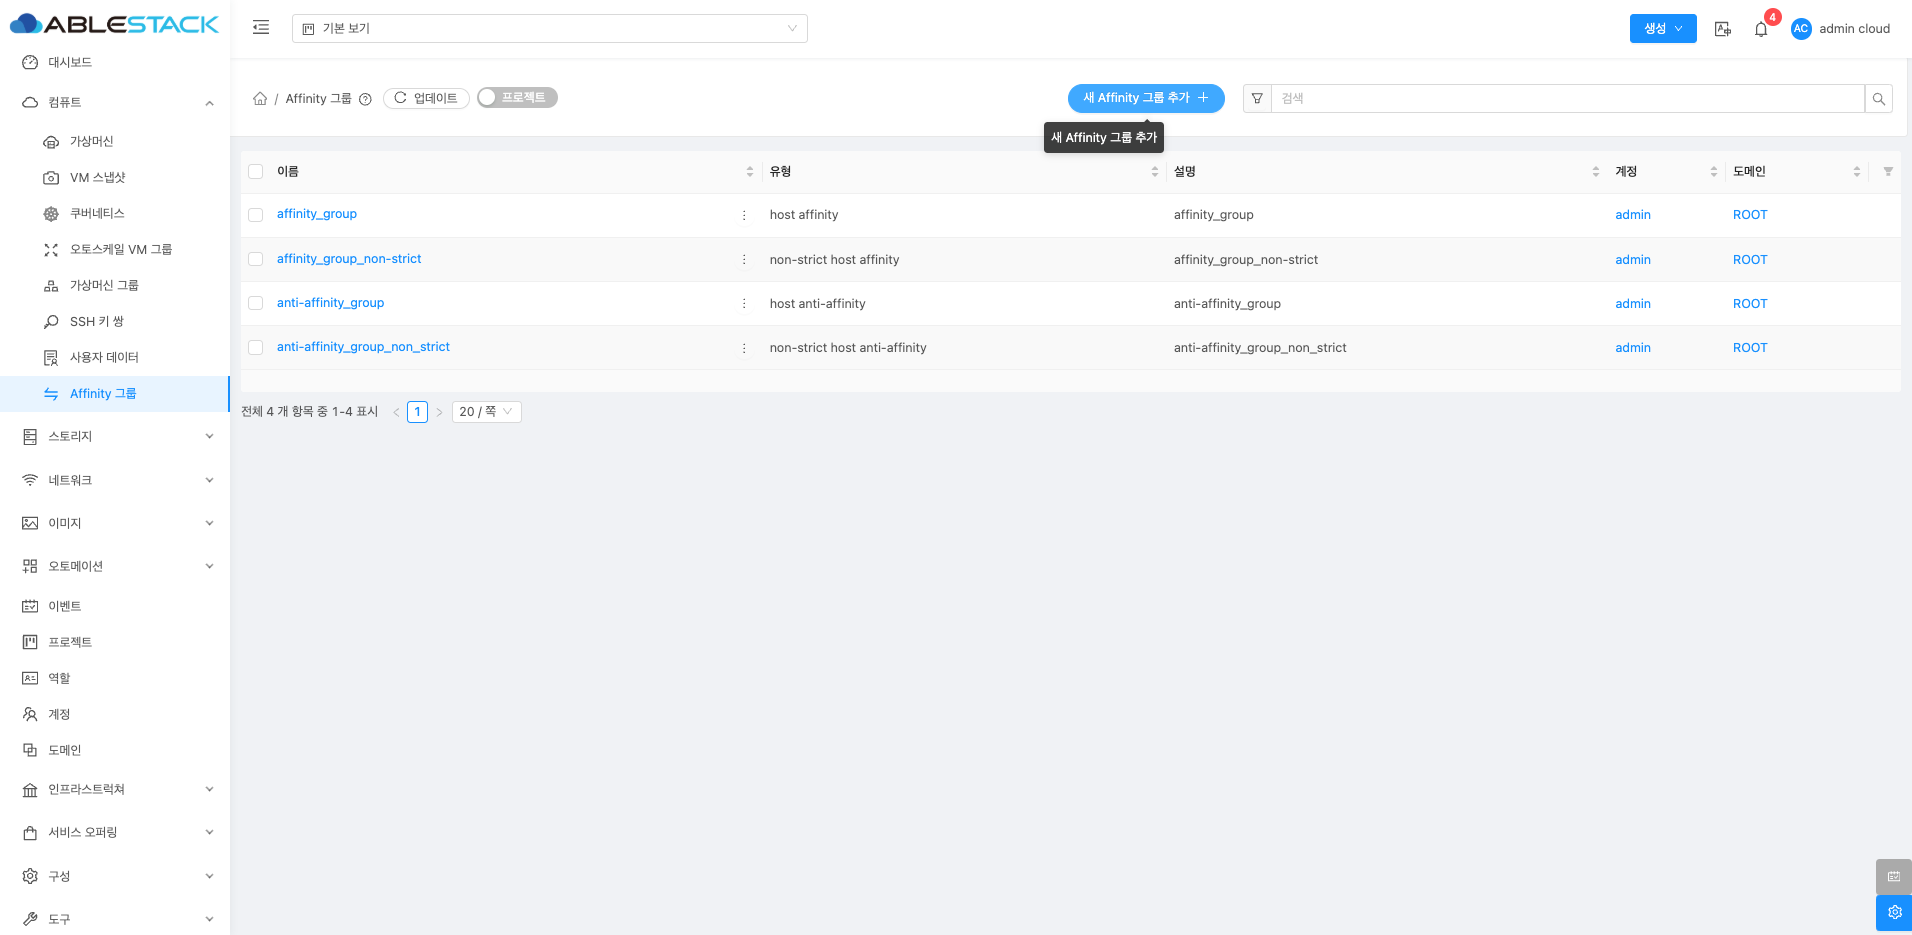 ABLESTACK
기본 보기
생성
4
AC
admin cloud
대시보드
컴퓨트
가상머신
VM 스냅샷
쿠버네티스
오토스케일 VM 그룹
가상머신 그룹
SSH 키 쌍
사용자 데이터
Affinity 그룹
스토리지
네트워크
이미지
오토메이션
이벤트
프로젝트
역할
계정
도메인
인프라스트럭쳐
서비스 오퍼링
구성
도구
/ Affinity 그룹
업데이트
프로젝트
새 Affinity 그룹 추가
검색
새 Affinity 그룹 추가
이름 유형 설명 계정 도메인
affinity_group host affinity affinity_group admin ROOT
affinity_group_non-strict non-strict host affinity affinity_group_non-strict admin ROOT
anti-affinity_group host anti-affinity anti-affinity_group admin ROOT
anti-affinity_group_non_strict non-strict host anti-affinity anti-affinity_group_non_strict admin ROOT
전체 4 개 항목 중 1-4 표시 < 1 > 20 / 쪽